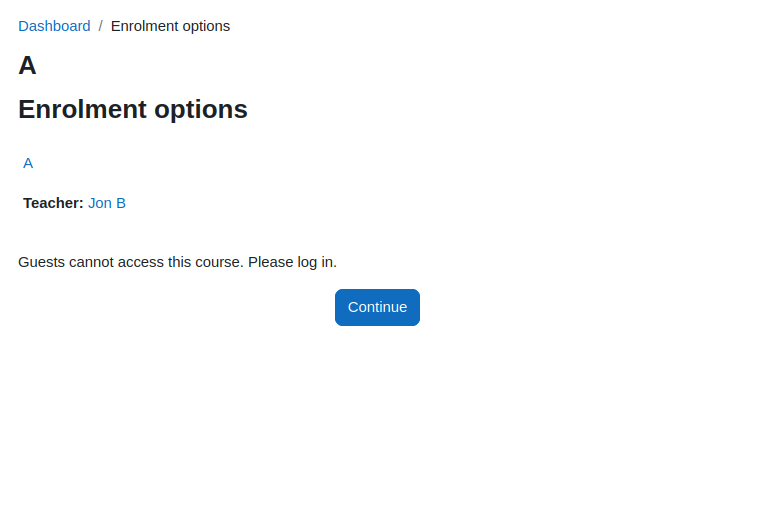 Dashboard / Enrolment options
A
Enrolment options
A
Teacher: Jon B
Guests cannot access this course. Please log in.
Continue